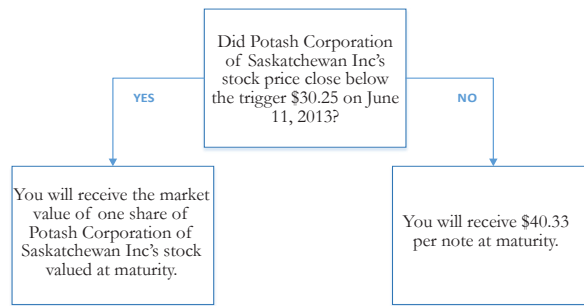 Did Potash Corporation
of Saskatchewan Inc's
stock price close below
the trigger $30.25 on June
11, 2013?
YES
NO
You will receive the market
value of one share of
Potash Corporation of
Saskatchewan Inc's stock
valued at maturity.
You will receive $40.33
per note at maturity.